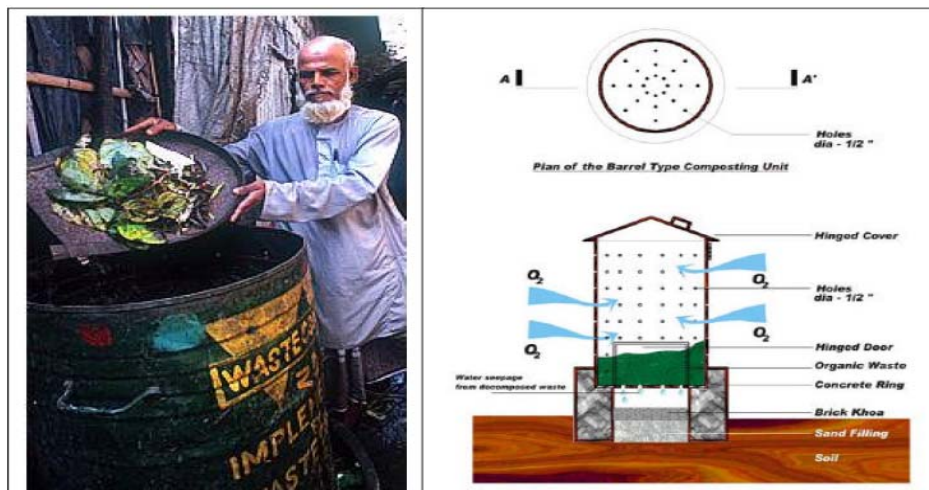 WASTEC
IMPLEM
WASTE
A
A'
Holes
dia - 1/2 "
Plan of the Barrel Type Composting Unit
Hinged Cover
O2
O2
Holes
dia - 1/2 "
O2
O2
Hinged Door
Organic Waste
Water seepage
from decomposed waste
Concrete Ring
Brick Khoa
Sand Filling
Soil